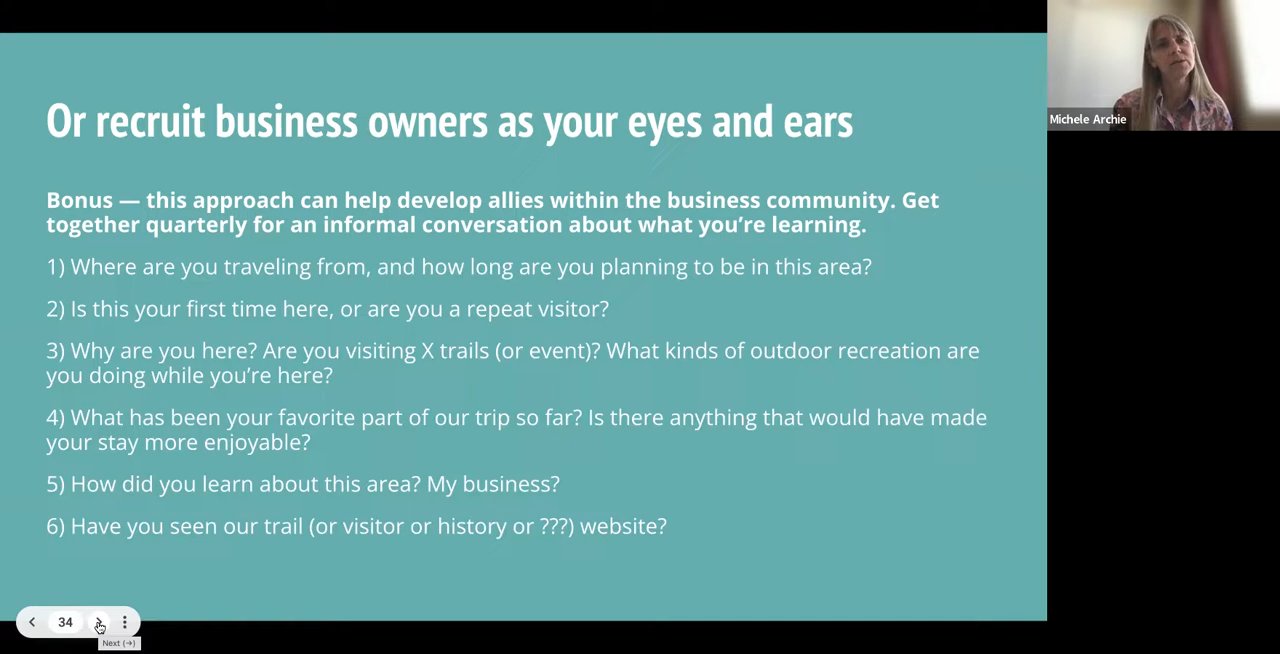 Or recruit business owners as your eyes and ears
Michele Archie
Bonus — this approach can help develop allies within the business community. Get
together quarterly for an informal conversation about what you’re learning.
1) Where are you traveling from, and how long are you planning to be in this area?
2) Is this your first time here, or are you a repeat visitor?
3) Why are you here? Are you visiting X trails (or event)? What kinds of outdoor recreation are
you doing while you’re here?
4) What has been your favorite part of our trip so far? Is there anything that would have made
your stay more enjoyable?
5) How did you learn about this area? My business?
6) Have you seen our trail (or visitor or history or ???) website?
34
Next (→)